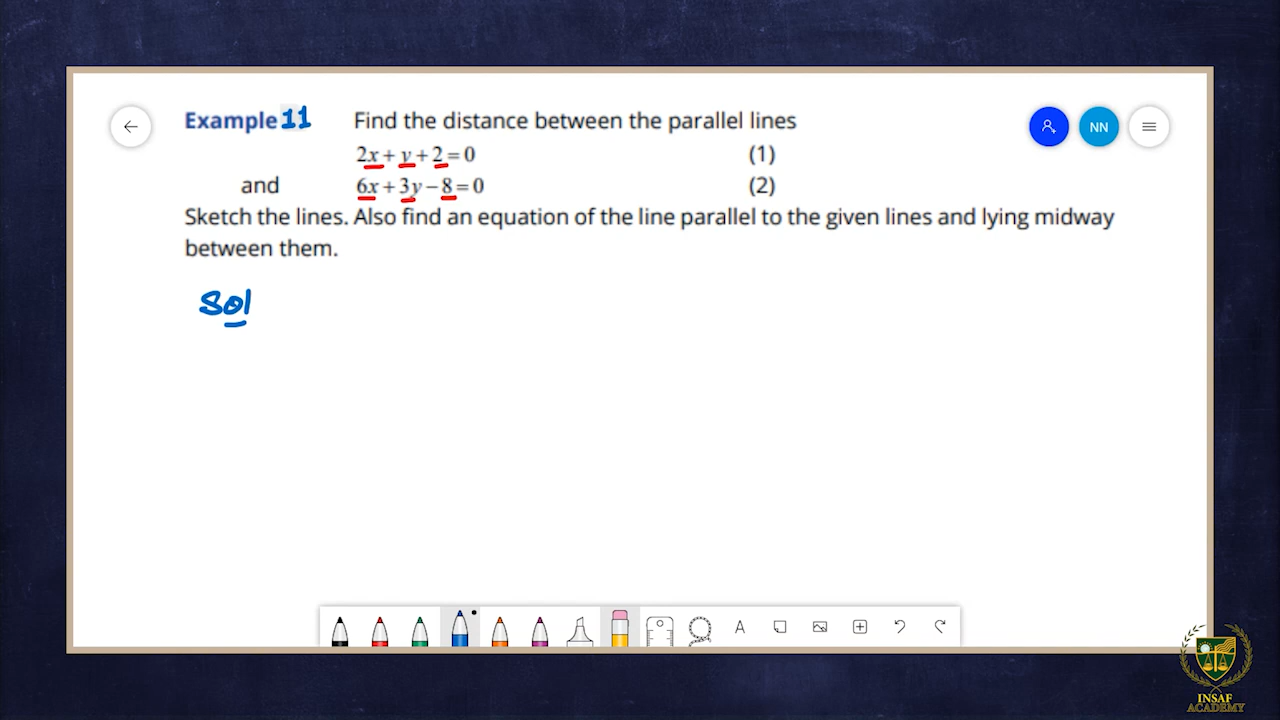 Example 11 Find the distance between the parallel lines
2x + y + 2 = 0 (1)
and 6x + 3y − 8 = 0 (2)
Sketch the lines. Also find an equation of the line parallel to the given lines and lying midway
between them.
Sol
NN
A
INSAF
ACADEMY